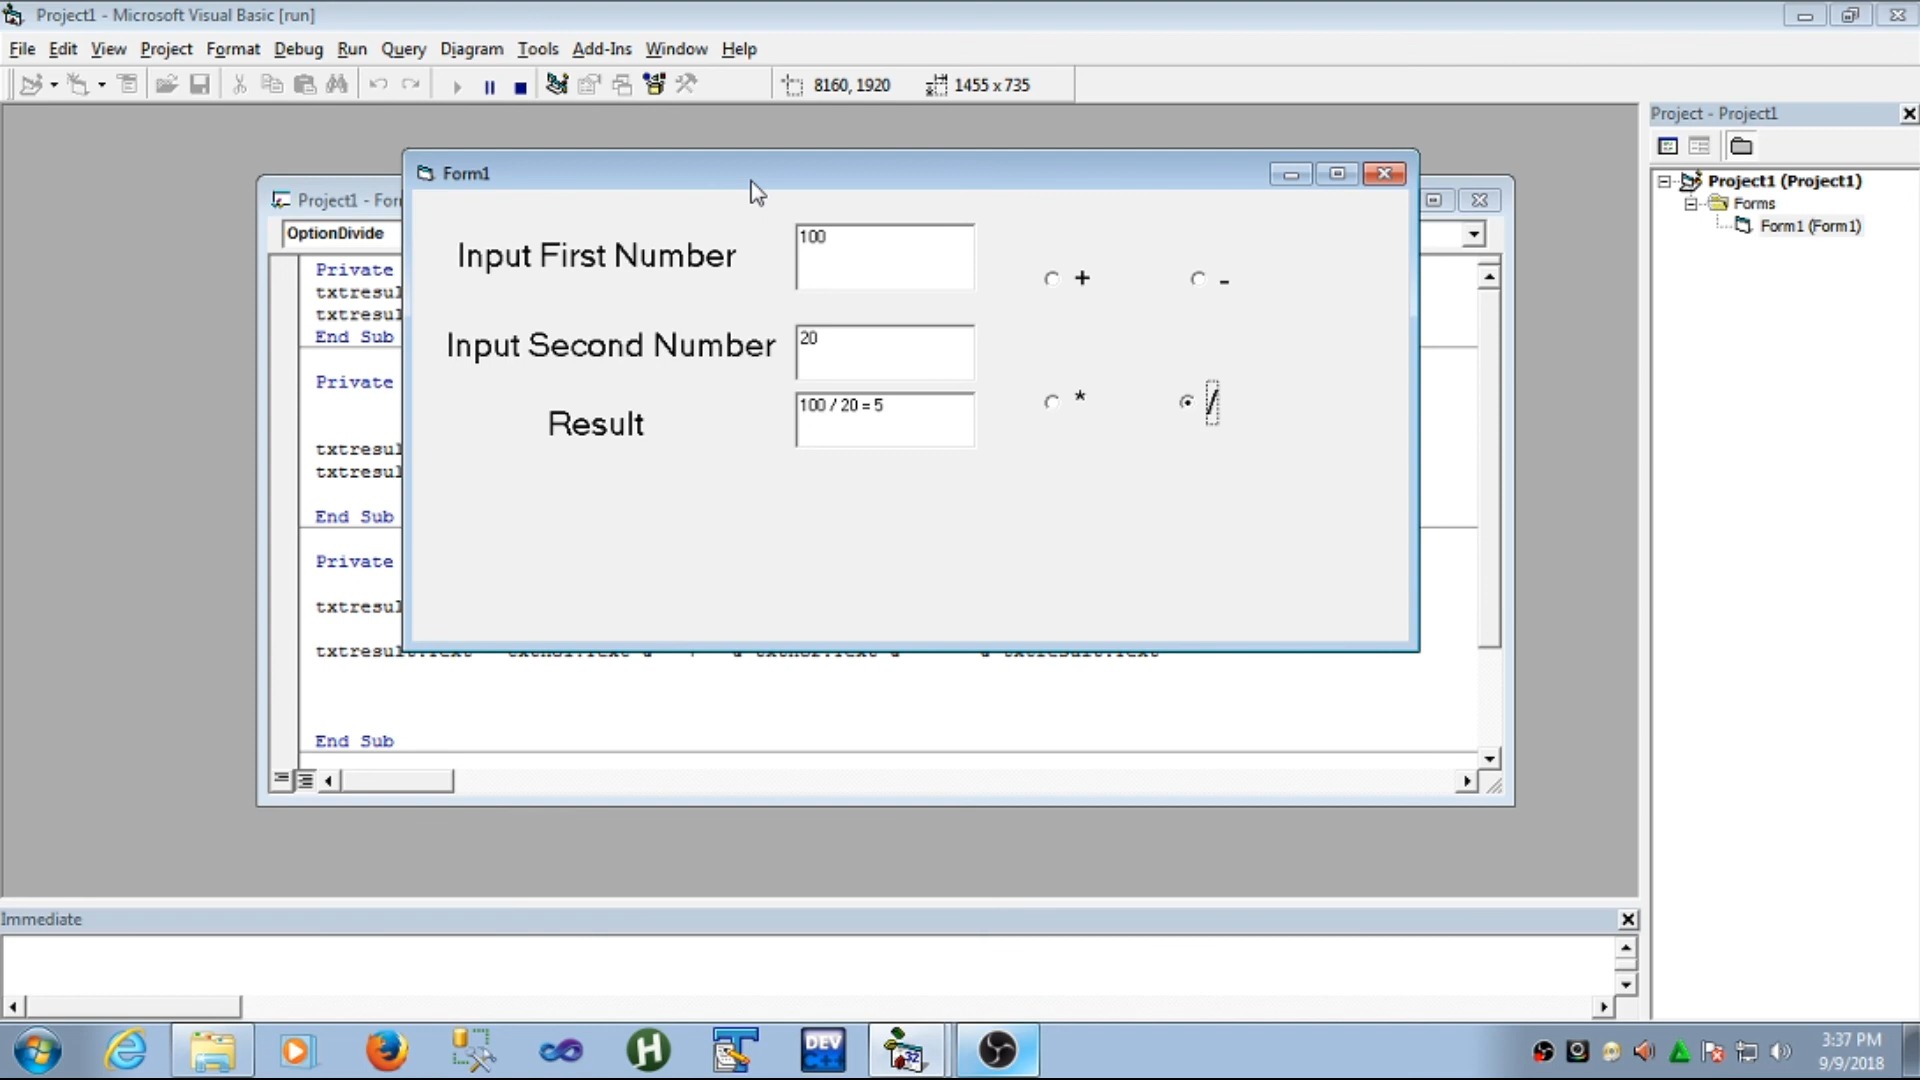 Project1 - Microsoft Visual Basic [run]
File Edit View Project Format Debug Run Query Diagram Tools Add-Ins Window Help
8160, 1920 1455 x 735
Project - Project1
Project1 (Project1)
Forms
Form1 (Form1)
Project1 - For
OptionDivide
Private
txtresul
txtresul
End Sub
Private
txtresul
txtresul
End Sub
Private
txtresul
End Sub
Form1
Input First Number
100
+
-
Input Second Number
20
Result
100 / 20 = 5
*
/
Immediate
DEV
C++
32
3:37 PM
9/9/2018